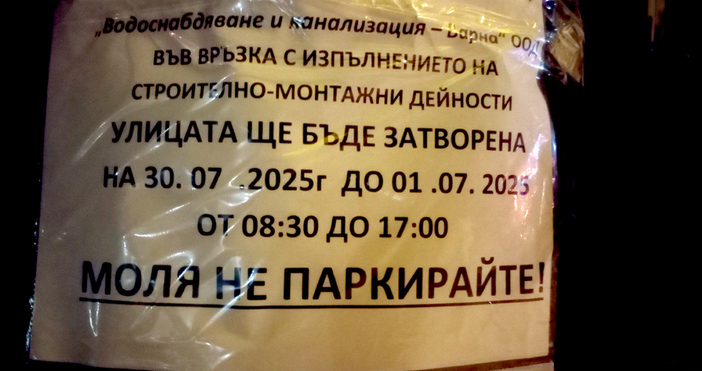 „Водоснабдяване и канализация – Варна“ ООД
ВЪВ ВРЪЗКА С ИЗПЪЛНЕНИЕТО НА
СТРОИТЕЛНО-МОНТАЖНИ ДЕЙНОСТИ
УЛИЦАТА ЩЕ БЪДЕ ЗАТВОРЕНА
НА 30. 07 .2025г ДО 01 .07. 2025
ОТ 08:30 ДО 17:00
МОЛЯ НЕ ПАРКИРАЙТЕ!